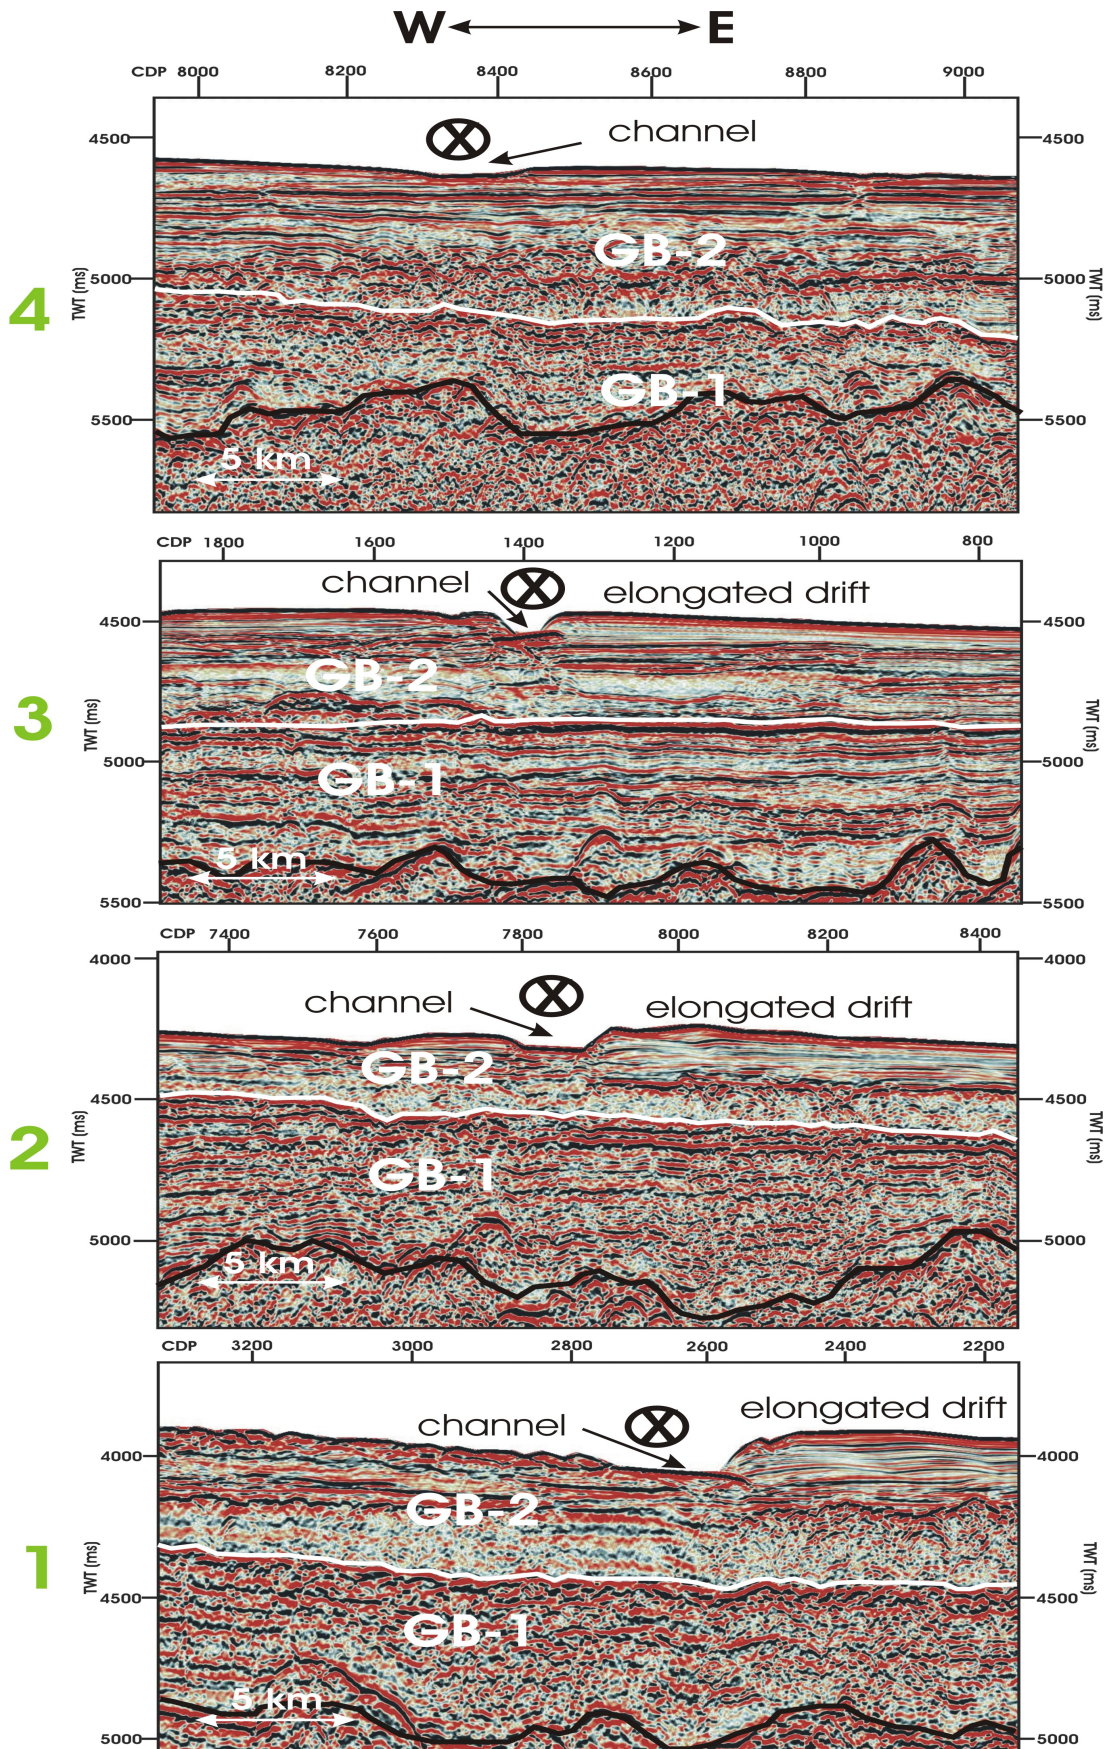 W E
CDP 8000 8200 8400 8600 8800 9000
channel
4500 4500
GB-2
5000 5000
TWT (ms) TWT (ms)
4
GB-1
5500 5500
5 km
CDP 1800 1600 1400 1200 1000 800
channel elongated drift
4500 4500
GB-2
3
TWT (ms) TWT (ms)
5000 5000
GB-1
5 km
5500 5500
CDP 7400 7600 7800 8000 8200 8400
4000 4000
channel elongated drift
GB-2
4500 4500
2
TWT (ms) TWT (ms)
GB-1
5000 5000
5 km
CDP 3200 3000 2800 2600 2400 2200
channel elongated drift
4000 4000
GB-2
1
TWT (ms) TWT (ms)
4500 4500
GB-1
5 km
5000 5000